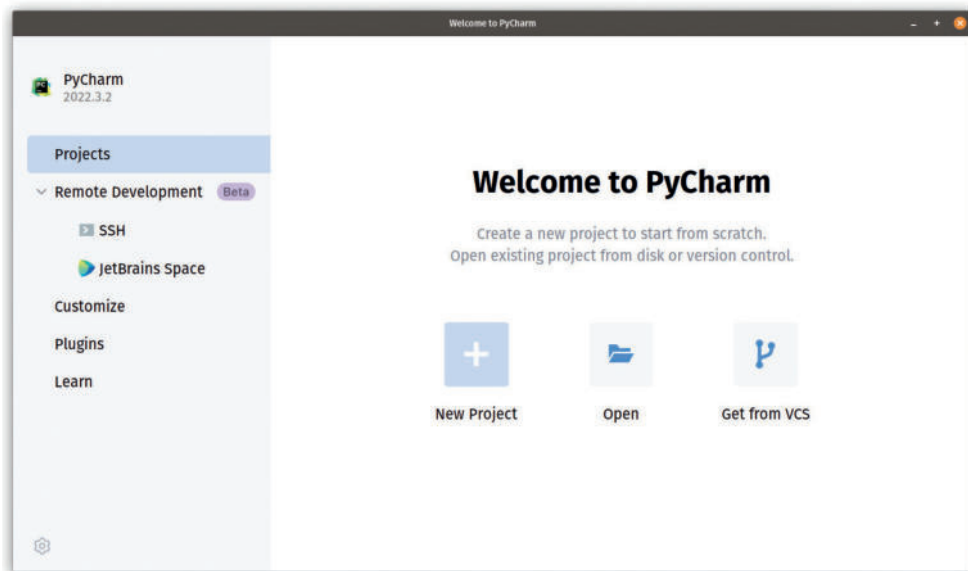 Welcome to PyCharm
PyCharm
2022.3.2
Projects
Remote Development Beta
SSH
JetBrains Space
Customize
Plugins
Learn
Welcome to PyCharm
Create a new project to start from scratch.
Open existing project from disk or version control.
New Project Open Get from VCS